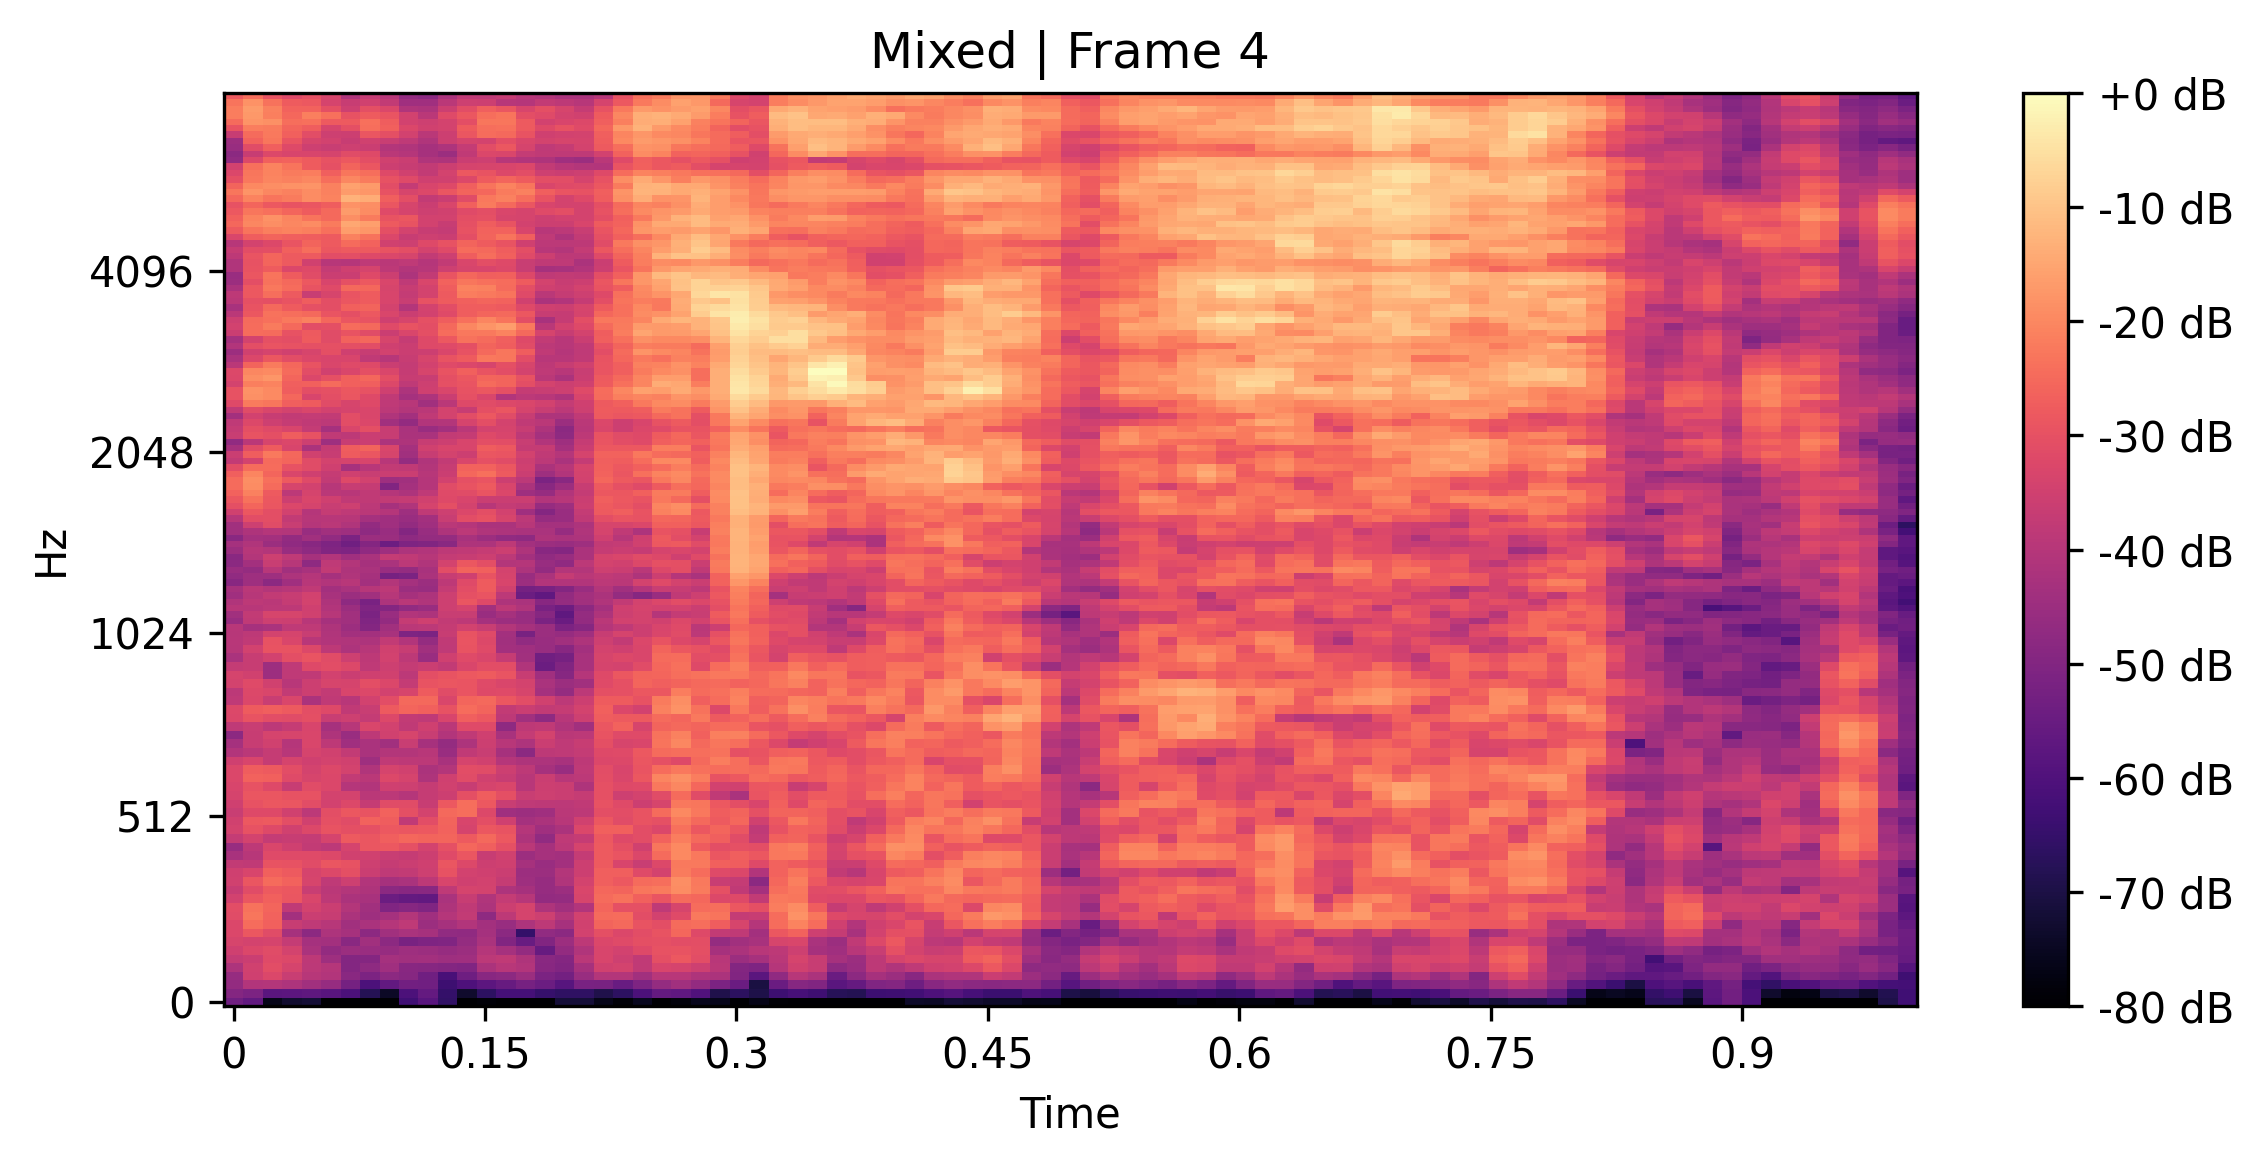 Mixed | Frame 4
+0 dB
-10 dB
-20 dB
-30 dB
-40 dB
-50 dB
-60 dB
-70 dB
-80 dB
4096
2048
1024
512
0
Hz
0 0.15 0.3 0.45 0.6 0.75 0.9
Time